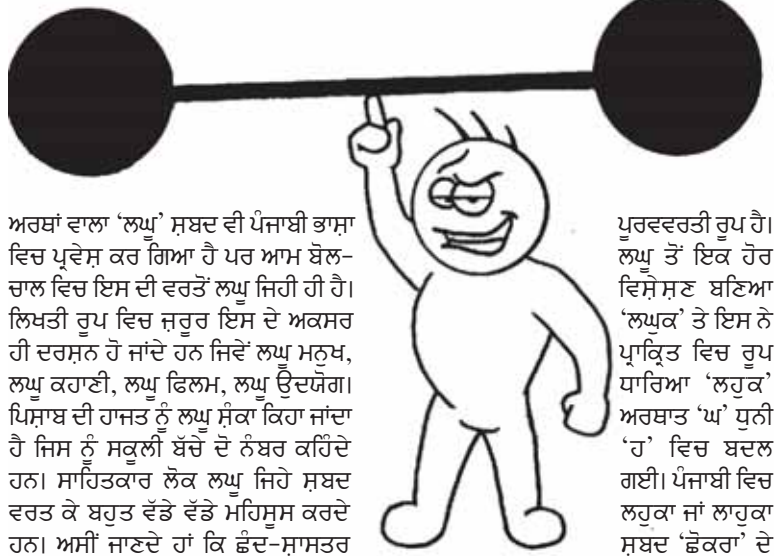 ਅਰਥਾਂ ਵਾਲਾ ‘ਲਘੂ’ ਸ਼ਬਦ ਵੀ ਪੰਜਾਬੀ ਭਾਸ਼ਾ
ਵਿਚ ਪ੍ਰਵੇਸ਼ ਕਰ ਗਿਆ ਹੈ ਪਰ ਆਮ ਬੋਲ-
ਚਾਲ ਵਿਚ ਇਸ ਦੀ ਵਰਤੋਂ ਲਘੂ ਜਿਹੀ ਹੀ ਹੈ।
ਲਿਖਤੀ ਰੂਪ ਵਿਚ ਜ਼ਰੂਰ ਇਸ ਦੇ ਅਕਸਰ
ਹੀ ਦਰਸ਼ਨ ਹੋ ਜਾਂਦੇ ਹਨ ਜਿਵੇਂ ਲਘੂ ਮਨੁਖ,
ਲਘੂ ਕਹਾਣੀ, ਲਘੂ ਫਿਲਮ, ਲਘੂ ਉਦਯੋਗ।
ਪਿਸ਼ਾਬ ਦੀ ਹਾਜਤ ਨੂੰ ਲਘੂ ਸ਼ੰਕਾ ਕਿਹਾ ਜਾਂਦਾ
ਹੈ ਜਿਸ ਨੂੰ ਸਕੂਲੀ ਬੱਚੇ ਦੋ ਨੰਬਰ ਕਹਿੰਦੇ
ਹਨ। ਸਾਹਿਤਕਾਰ ਲੋਕ ਲਘੂ ਜਿਹੇ ਸ਼ਬਦ
ਵਰਤ ਕੇ ਬਹੁਤ ਵੱਡੇ ਵੱਡੇ ਮਹਿਸੂਸ ਕਰਦੇ
ਹਨ। ਅਸੀਂ ਜਾਣਦੇ ਹਾਂ ਕਿ ਛੰਦ-ਸ਼ਾਸਤਰ
ਪੂਰਵਵਰਤੀ ਰੂਪ ਹੈ।
ਲਘੂ ਤੋਂ ਇਕ ਹੋਰ
ਵਿਸ਼ੇਸ਼ਣ ਬਣਿਆ
‘ਲਘੁਕ’ ਤੇ ਇਸ ਨੇ
ਪ੍ਰਾਕ੍ਰਿਤ ਵਿਚ ਰੂਪ
ਧਾਰਿਆ ‘ਲਹੁਕ’
ਅਰਥਾਤ ‘ਘ’ ਧੁਨੀ
‘ਹ’ ਵਿਚ ਬਦਲ
ਗਈ। ਪੰਜਾਬੀ ਵਿਚ
ਲਹੁਕਾ ਜਾਂ ਲਾਹੁਕਾ
ਸ਼ਬਦ ‘ਛੋਕਰਾ’ ਦੇ